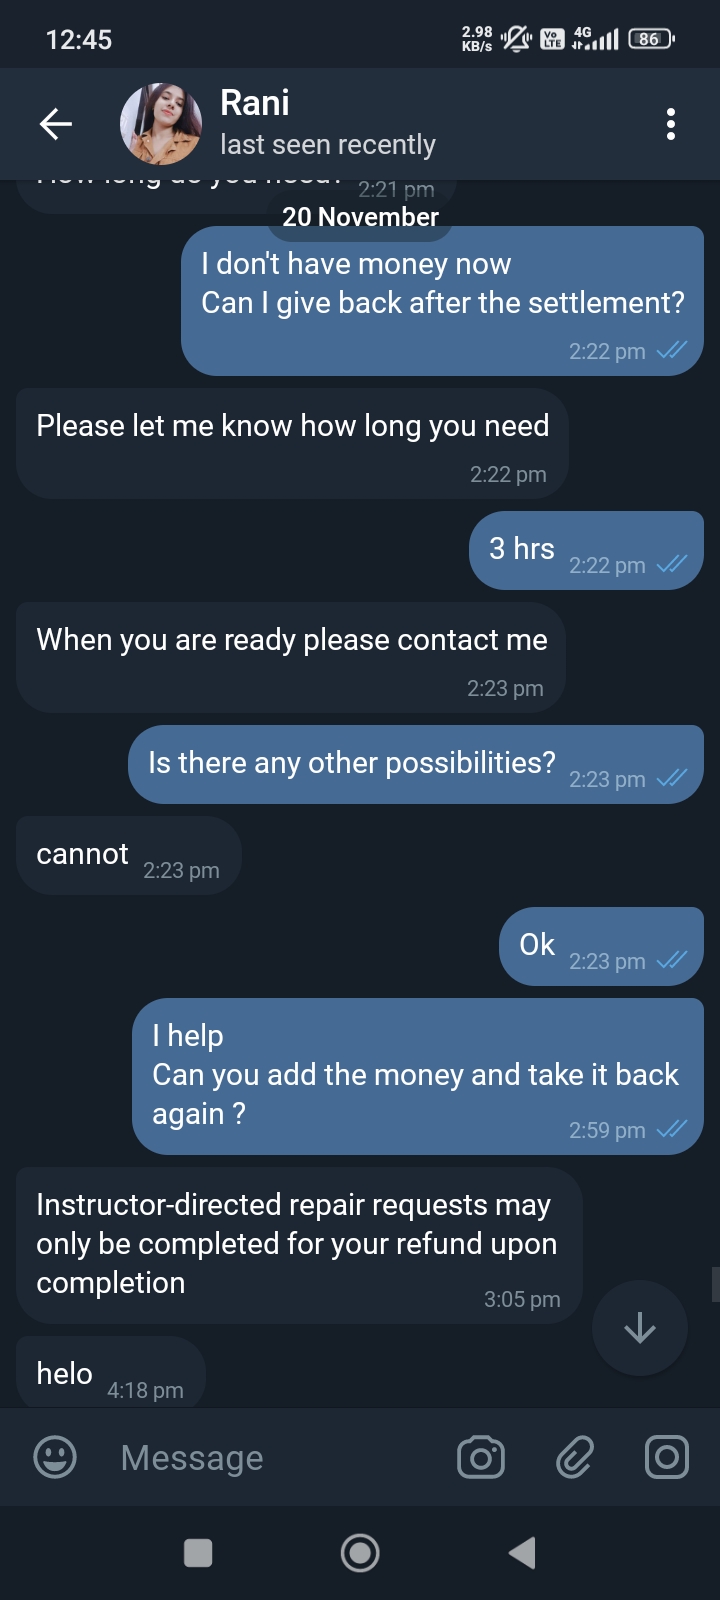 12:45
2.98
KB/s
Vo
LTE
4G
86
Rani
last seen recently
How long do you need?
2:21 pm
20 November
I don't have money now
Can I give back after the settlement?
2:22 pm
Please let me know how long you need
2:22 pm
3 hrs
2:22 pm
When you are ready please contact me
2:23 pm
Is there any other possibilities?
2:23 pm
cannot
2:23 pm
Ok
2:23 pm
I help
Can you add the money and take it back
again ?
2:59 pm
Instructor-directed repair requests may
only be completed for your refund upon
completion
3:05 pm
helo
4:18 pm
Message